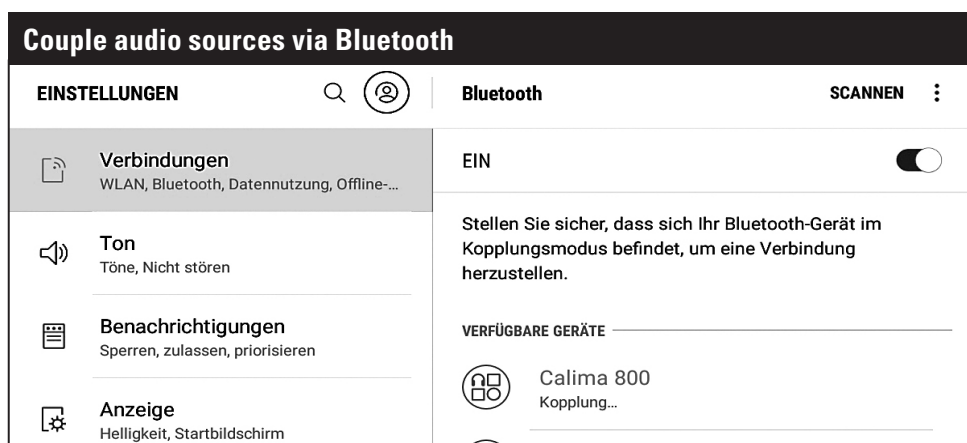 Couple audio sources via Bluetooth
EINSTELLUNGEN
Verbindungen
WLAN, Bluetooth, Datennutzung, Offline-...
Ton
Töne, Nicht stören
Benachrichtigungen
Sperren, zulassen, priorisieren
Anzeige
Helligkeit, Startbildschirm
Bluetooth
SCANNEN
EIN
Stellen Sie sicher, dass sich Ihr Bluetooth-Gerät im
Kopplungsmodus befindet, um eine Verbindung
herzustellen.
VERFÜGBARE GERÄTE
Calima 800
Kopplung...